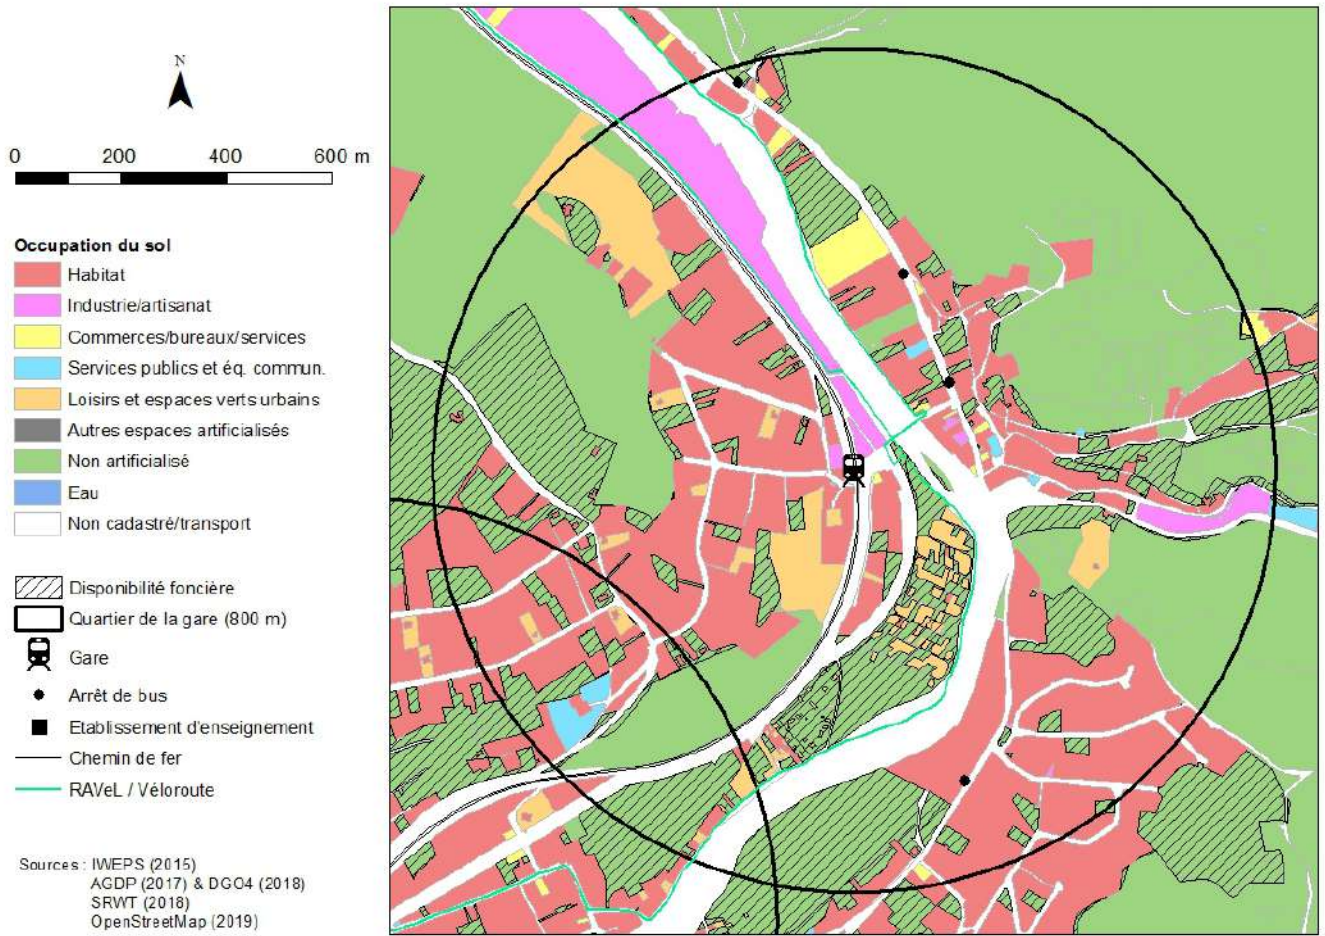 N
0 200 400 600 m
Occupation du sol
Habitat
Industrie/artisanat
Commerces/bureaux/services
Services publics et éq. commun.
Loisirs et espaces verts urbains
Autres espaces artificialisés
Non artificialisé
Eau
Non cadastré/transport
Disponibilité foncière
Quartier de la gare (800 m)
Gare
Arrêt de bus
Etablissement d'enseignement
Chemin de fer
RAVeL / Véloroute
Sources : IWEPS (2015)
AGDP (2017) & DGO4 (2018)
SRWT (2018)
OpenStreetMap (2019)